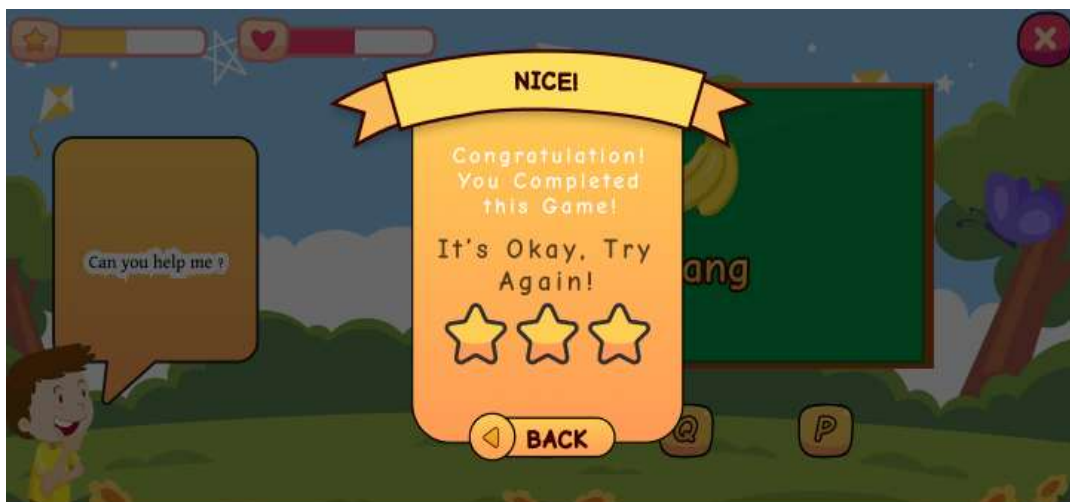 NICE!
Congratulation!
You Completed
this Game!
Can you help me ?
It's Okay, Try
Again!
ang
BACK
Q
P